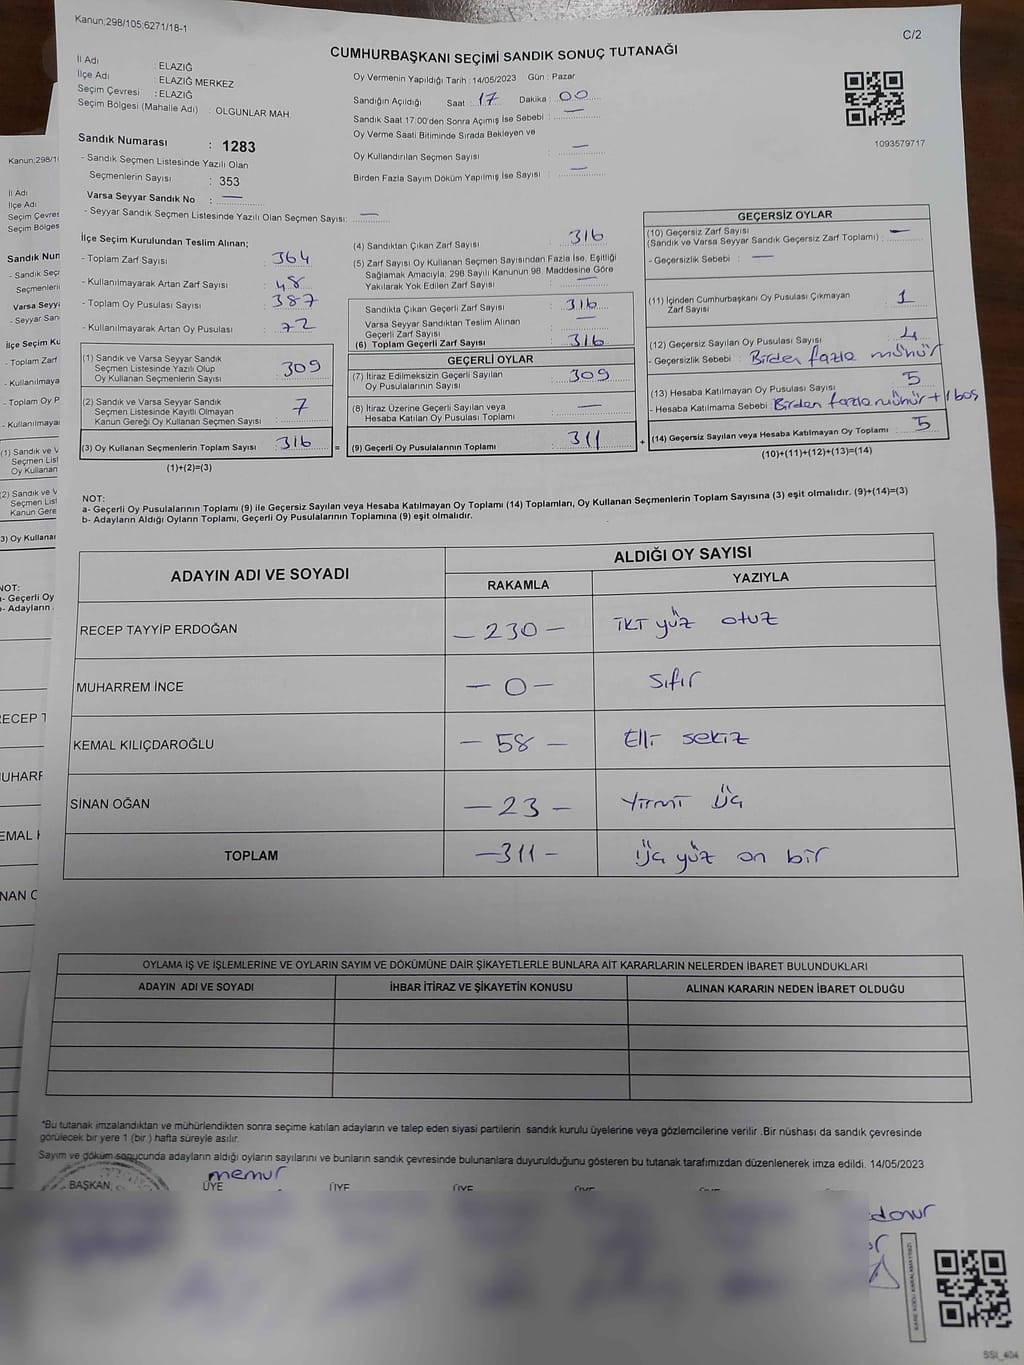 Kanun;298/105;6271/18-1
C/2
CUMHURBAŞKANI SEÇİMİ SANDIK SONUÇ TUTANAĞI
İl Adı : ELAZIĞ
İlçe Adı : ELAZIĞ MERKEZ
Seçim Çevresi : ELAZIĞ
Seçim Bölgesi (Mahalle Adı) : OLGUNLAR MAH.
Sandık Numarası : 1283
- Sandık Seçmen Listesinde Yazılı Olan
Seçmenlerin Sayısı : 353
Varsa Seyyar Sandık No : —
- Seyyar Sandık Seçmen Listesinde Yazılı Olan Seçmen Sayısı: —
Oy Vermenin Yapıldığı Tarih : 14/05/2023 Gün : Pazar
Sandığın Açıldığı Saat : 17 Dakika : 00
Sandık Saat 17:00'den Sonra Açımış İse Sebebi : —
Oy Verme Saati Bitiminde Sırada Bekleyen ve
Oy Kullandırılan Seçmen Sayısı : —
Birden Fazla Sayım Döküm Yapılmış İse Sayısı : —
1093579717
İlçe Seçim Kurulundan Teslim Alınan;
- Toplam Zarf Sayısı : 364
- Kullanılmayarak Artan Zarf Sayısı : 48
- Toplam Oy Pusulası Sayısı : 387
- Kullanılmayarak Artan Oy Pusulası : 72
(1) Sandık ve Varsa Seyyar Sandık
Seçmen Listesinde Yazılı Olup
Oy Kullanan Seçmenlerin Sayısı : 309
(2) Sandık ve Varsa Seyyar Sandık
Seçmen Listesinde Kayıtlı Olmayan
Kanun Gereği Oy Kullanan Seçmen Sayısı : 7
(3) Oy Kullanan Seçmenlerin Toplam Sayısı : 316
(1)+(2)=(3)
(4) Sandıktan Çıkan Zarf Sayısı : 316
(5) Zarf Sayısı Oy Kullanan Seçmen Sayısından Fazla İse, Eşitliği
Sağlamak Amacıyla; 298 Sayılı Kanunun 98. Maddesine Göre
Yakılarak Yok Edilen Zarf Sayısı : —
Sandıkta Çıkan Geçerli Zarf Sayısı : 316
Varsa Seyyar Sandıktan Teslim Alınan
Geçerli Zarf Sayısı : —
(6) Toplam Geçerli Zarf Sayısı : 316
GEÇERLİ OYLAR
(7) İtiraz Edilmeksizin Geçerli Sayılan
Oy Pusulalarının Sayısı : 309
(8) İtiraz Üzerine Geçerli Sayılan veya
Hesaba Katılan Oy Pusulası Toplamı : —
= (9) Geçerli Oy Pusulalarının Toplamı : 311 +
GEÇERSİZ OYLAR
(10) Geçersiz Zarf Sayısı
(Sandık ve Varsa Seyyar Sandık Geçersiz Zarf Toplamı) : —
- Geçersizlik Sebebi : —
(11) İçinden Cumhurbaşkanı Oy Pusulası Çıkmayan
Zarf Sayısı : 1
(12) Geçersiz Sayılan Oy Pusulası Sayısı : 4
- Geçersizlik Sebebi : Birden fazla mühür
(13) Hesaba Katılmayan Oy Pusulası Sayısı : 5
- Hesaba Katılmama Sebebi : Birden fazla mühür + 1 boş
(14) Geçersiz Sayılan veya Hesaba Katılmayan Oy Toplamı : 5
(10)+(11)+(12)+(13)=(14)
NOT:
a- Geçerli Oy Pusulalarının Toplamı (9) ile Geçersiz Sayılan veya Hesaba Katılmayan Oy Toplamı (14) Toplamları, Oy Kullanan Seçmenlerin Toplam Sayısına (3) eşit olmalıdır. (9)+(14)=(3)
b- Adayların Aldığı Oyların Toplamı, Geçerli Oy Pusulalarının Toplamına (9) eşit olmalıdır.
ADAYIN ADI VE SOYADI
ALDIĞI OY SAYISI
RAKAMLA YAZIYLA
RECEP TAYYİP ERDOĞAN — 230 — İKİ yüz otuz
MUHARREM İNCE — 0 — Sıfır
KEMAL KILIÇDAROĞLU — 58 — Elli sekiz
SİNAN OĞAN — 23 — Yirmi üç
TOPLAM — 311 — üç yüz on bir
OYLAMA İŞ VE İŞLEMLERİNE VE OYLARIN SAYIM VE DÖKÜMÜNE DAİR ŞİKAYETLERLE BUNLARA AİT KARARLARIN NELERDEN İBARET BULUNDUKLARI
ADAYIN ADI VE SOYADI İHBAR İTİRAZ VE ŞİKAYETİN KONUSU ALINAN KARARIN NEDEN İBARET OLDUĞU
*Bu tutanak imzalandıktan ve mühürlendikten sonra seçime katılan adayların ve talep eden siyasi partilerin sandık kurulu üyelerine veya gözlemcilerine verilir .Bir nüshası da sandık çevresinde
görülecek bir yere 1 (bir ) hafta süreyle asılır.
Sayım ve döküm sonucunda adayların aldığı oyların sayılarını ve bunların sandık çevresinde bulunanlara duyurulduğunu gösteren bu tutanak tarafımızdan düzenlenerek imza edildi. 14/05/2023
memur
BAŞKAN ÜYE ÜYE ÜYE
KARE KODU KARALAMAYINIZ!
SSI_404